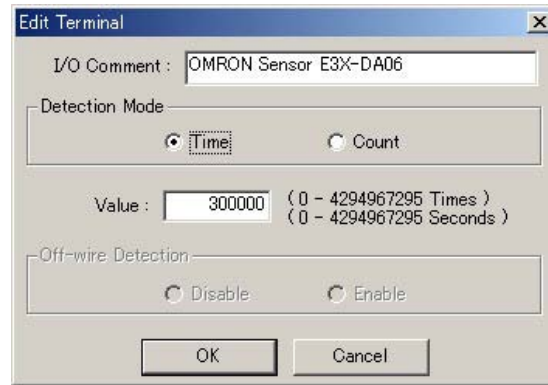 Edit Terminal
I/O Comment : OMRON Sensor E3X-DA06
Detection Mode
Time Count
Value : 300000 ( 0 - 4294967295 Times )
( 0 - 4294967295 Seconds )
Off-wire Detection
Disable Enable
OK Cancel